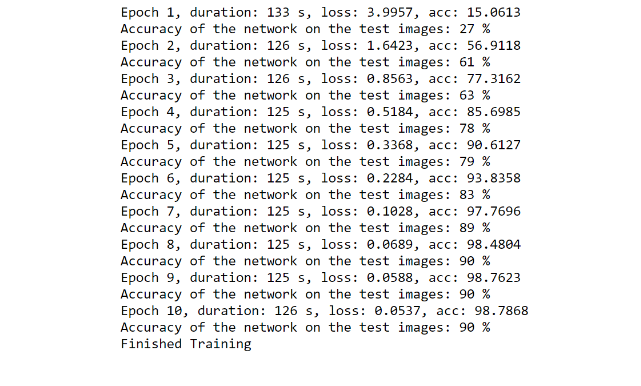 Epoch 1, duration: 133 s, loss: 3.9957, acc: 15.0613
Accuracy of the network on the test images: 27 %
Epoch 2, duration: 126 s, loss: 1.6423, acc: 56.9118
Accuracy of the network on the test images: 61 %
Epoch 3, duration: 126 s, loss: 0.8563, acc: 77.3162
Accuracy of the network on the test images: 63 %
Epoch 4, duration: 125 s, loss: 0.5184, acc: 85.6985
Accuracy of the network on the test images: 78 %
Epoch 5, duration: 125 s, loss: 0.3368, acc: 90.6127
Accuracy of the network on the test images: 79 %
Epoch 6, duration: 125 s, loss: 0.2284, acc: 93.8358
Accuracy of the network on the test images: 83 %
Epoch 7, duration: 125 s, loss: 0.1028, acc: 97.7696
Accuracy of the network on the test images: 89 %
Epoch 8, duration: 125 s, loss: 0.0689, acc: 98.4804
Accuracy of the network on the test images: 90 %
Epoch 9, duration: 125 s, loss: 0.0588, acc: 98.7623
Accuracy of the network on the test images: 90 %
Epoch 10, duration: 126 s, loss: 0.0537, acc: 98.7868
Accuracy of the network on the test images: 90 %
Finished Training